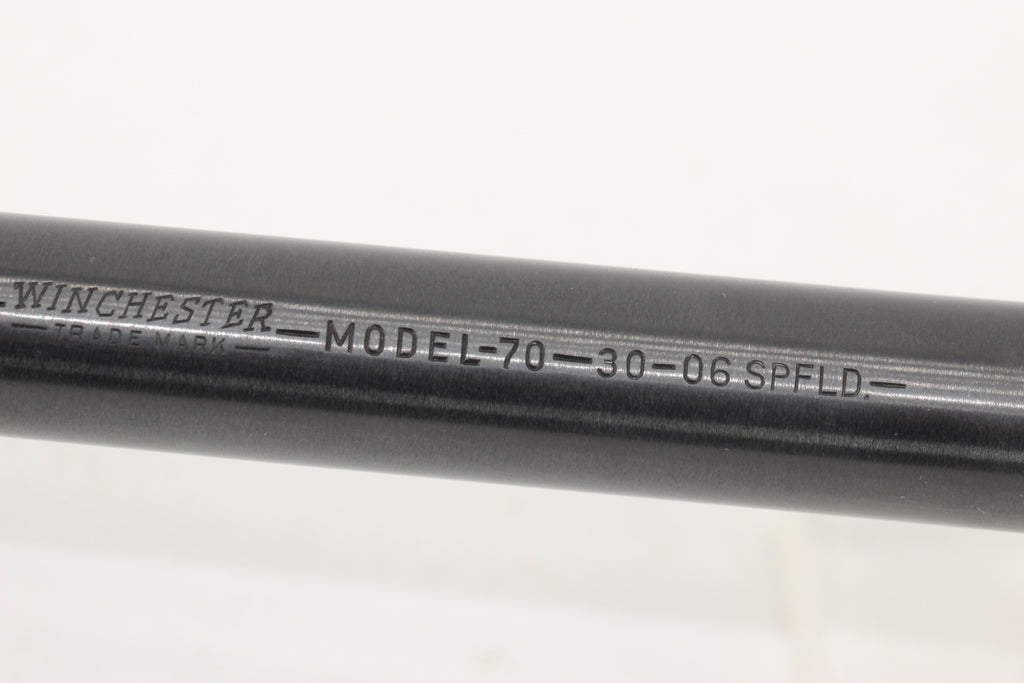 -WINCHESTER—MODEL-70—30-06 SPFLD.—
—TRADE MARK—